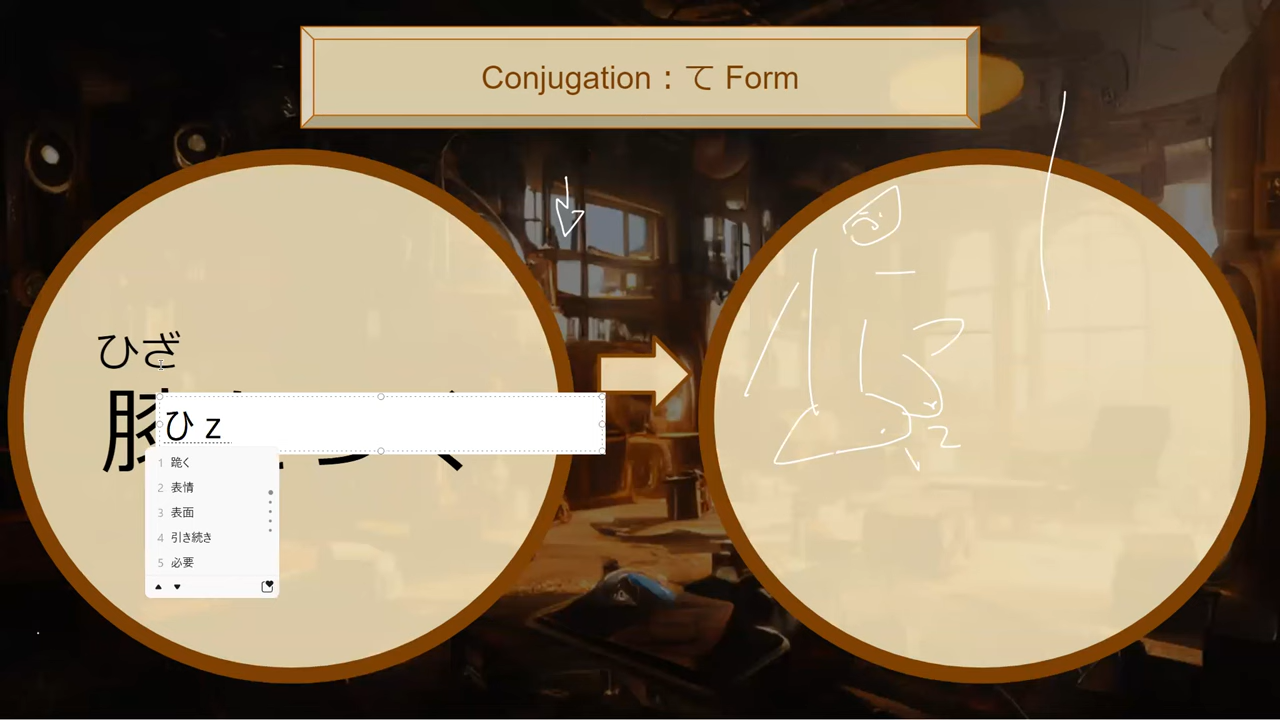 Conjugation：て Form
ひざ
膝
ひｚ
1 跪く
2 表情
3 表面
4 引き続き
5 必要